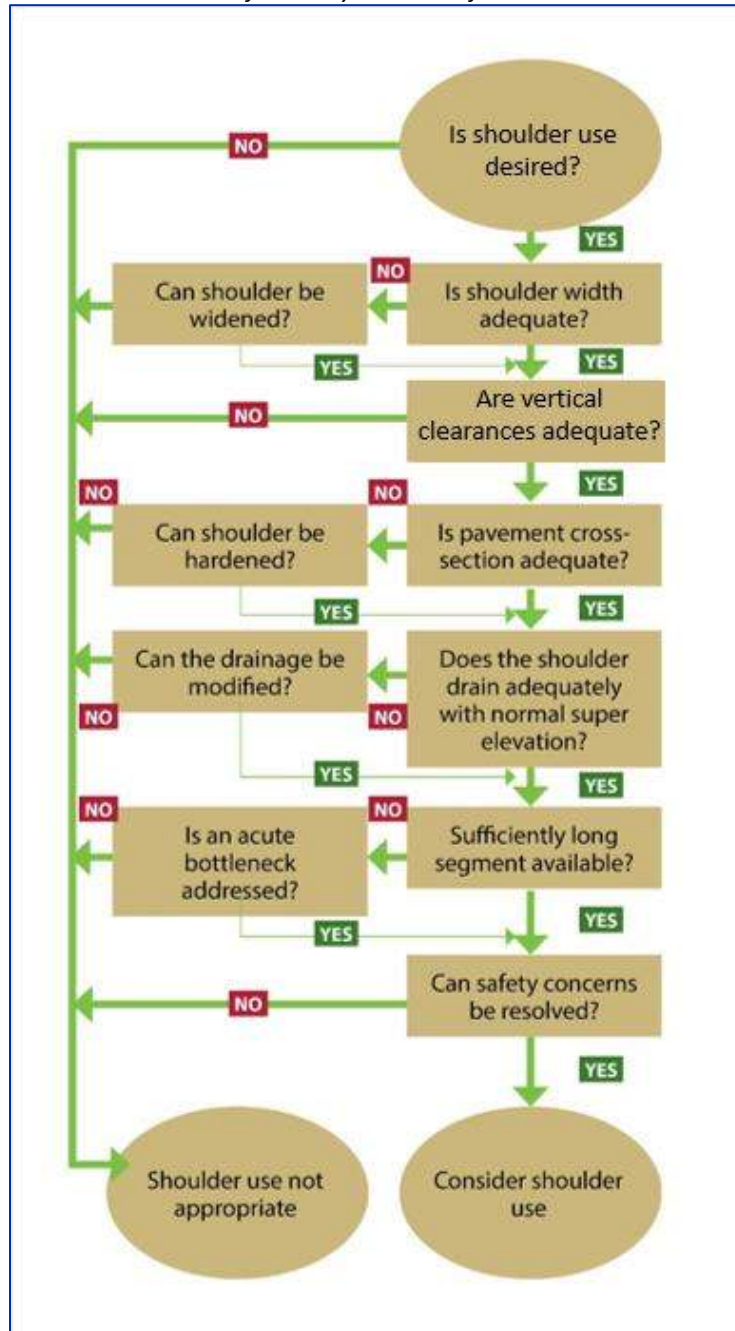 Is shoulder use
desired?
NO
YES
Can shoulder be
widened?
NO
Is shoulder width
adequate?
YES
YES
Are vertical
clearances adequate?
NO
YES
NO
Can shoulder be
hardened?
NO
Is pavement cross-
section adequate?
YES
YES
Can the drainage be
modified?
NO
Does the shoulder
drain adequately
with normal super
elevation?
NO
YES
YES
NO
Is an acute
bottleneck
addressed?
NO
Sufficiently long
segment available?
YES
YES
Can safety concerns
be resolved?
NO
YES
Shoulder use not
appropriate
Consider shoulder
use